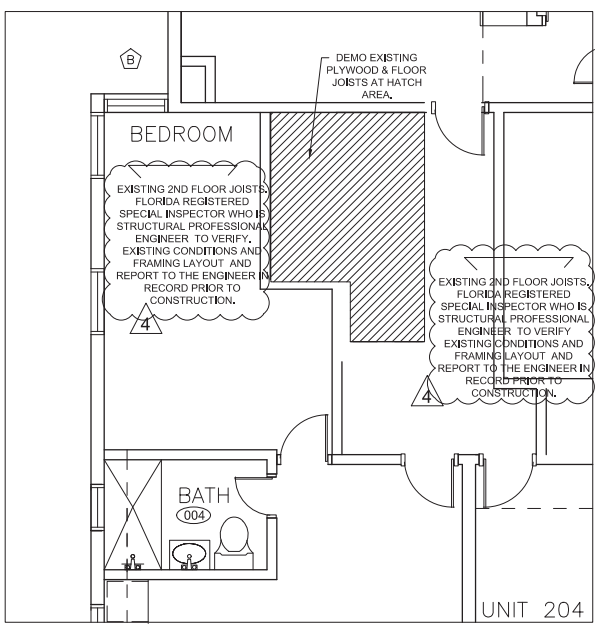 DEMO EXISTING
PLYWOOD & FLOOR
JOISTS AT HATCH
AREA.
B
BEDROOM
EXISTING 2ND FLOOR JOISTS.
FLORIDA REGISTERED
SPECIAL INSPECTOR WHO IS
STRUCTURAL PROFESSIONAL
ENGINEER TO VERIFY.
EXISTING CONDITIONS AND
FRAMING LAYOUT AND
REPORT TO THE ENGINEER IN
RECORD PRIOR TO
CONSTRUCTION.
4
EXISTING 2ND FLOOR JOISTS.
FLORIDA REGISTERED
SPECIAL INSPECTOR WHO IS
STRUCTURAL PROFESSIONAL
ENGINEER TO VERIFY
EXISTING CONDITIONS AND
FRAMING LAYOUT AND
REPORT TO THE ENGINEER IN
RECORD PRIOR TO
CONSTRUCTION.
4
BATH
004
UNIT 204